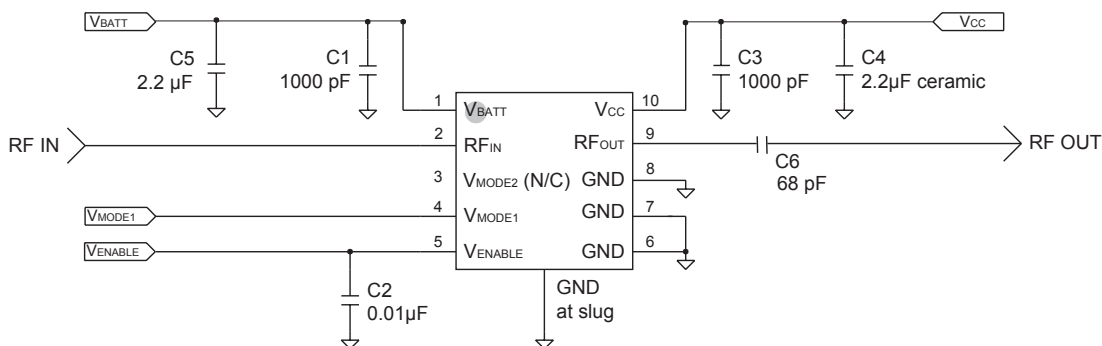 VBATT
VCC
C5
2.2 µF
C1
1000 pF
C3
1000 pF
C4
2.2µF ceramic
1
VBATT
VCC
10
RF IN
2
RFIN
RFOUT
9
RF OUT
C6
68 pF
3
VMODE2 (N/C)
GND
8
VMODE1
4
VMODE1
GND
7
VENABLE
5
VENABLE
GND
6
C2
0.01µF
GND
at slug